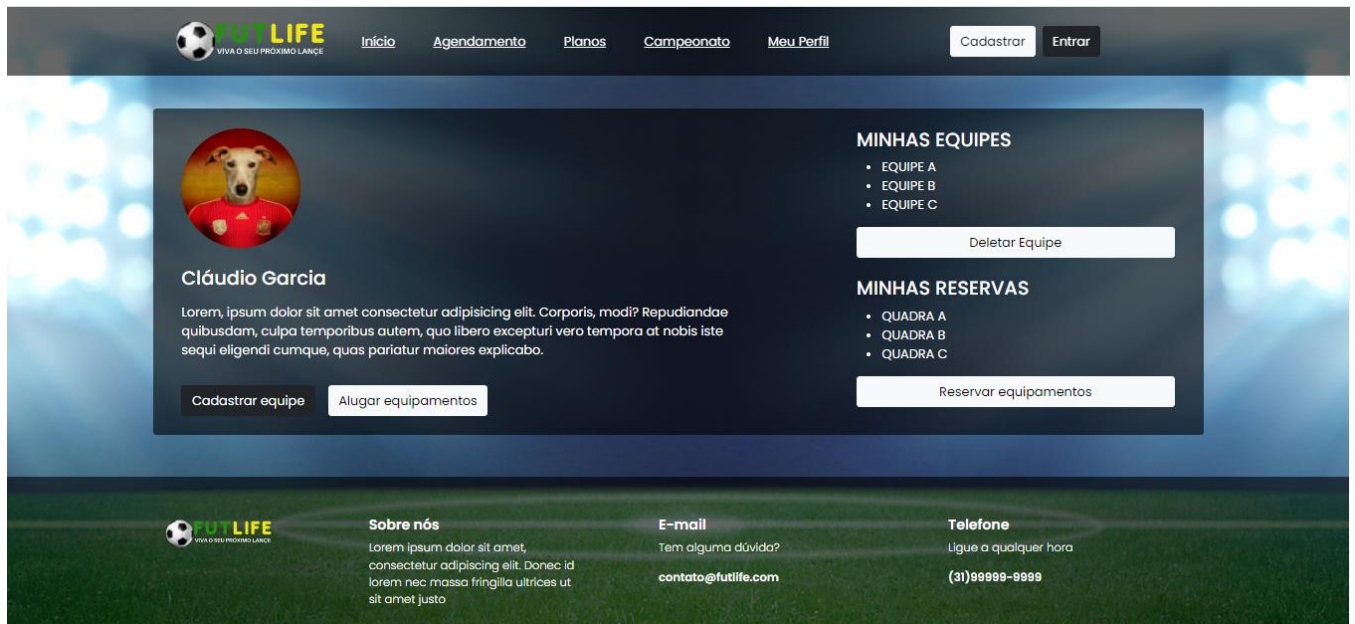 FUTLIFE
VIVA O SEU PRÓXIMO LANÇE
Início
Agendamento
Planos
Campeonato
Meu Perfil
Cadastrar
Entrar
Cláudio Garcia
Lorem, ipsum dolor sit amet consectetur adipisicing elit. Corporis, modi? Repudiandae
quibusdam, culpa temporibus autem, quo libero excepturi vero tempora at nobis iste
sequi eligendi cumque, quas pariatur maiores explicabo.
Cadastrar equipe
Alugar equipamentos
MINHAS EQUIPES
• EQUIPE A
• EQUIPE B
• EQUIPE C
Deletar Equipe
MINHAS RESERVAS
• QUADRA A
• QUADRA B
• QUADRA C
Reservar equipamentos
FUTLIFE
VIVA O SEU PRÓXIMO LANÇE
Sobre nós
Lorem ipsum dolor sit amet,
consectetur adipiscing elit. Donec id
lorem nec massa fringilla ultrices ut
sit amet justo
E-mail
Tem alguma dúvida?
contato@futlife.com
Telefone
Ligue a qualquer hora
(31)99999-9999